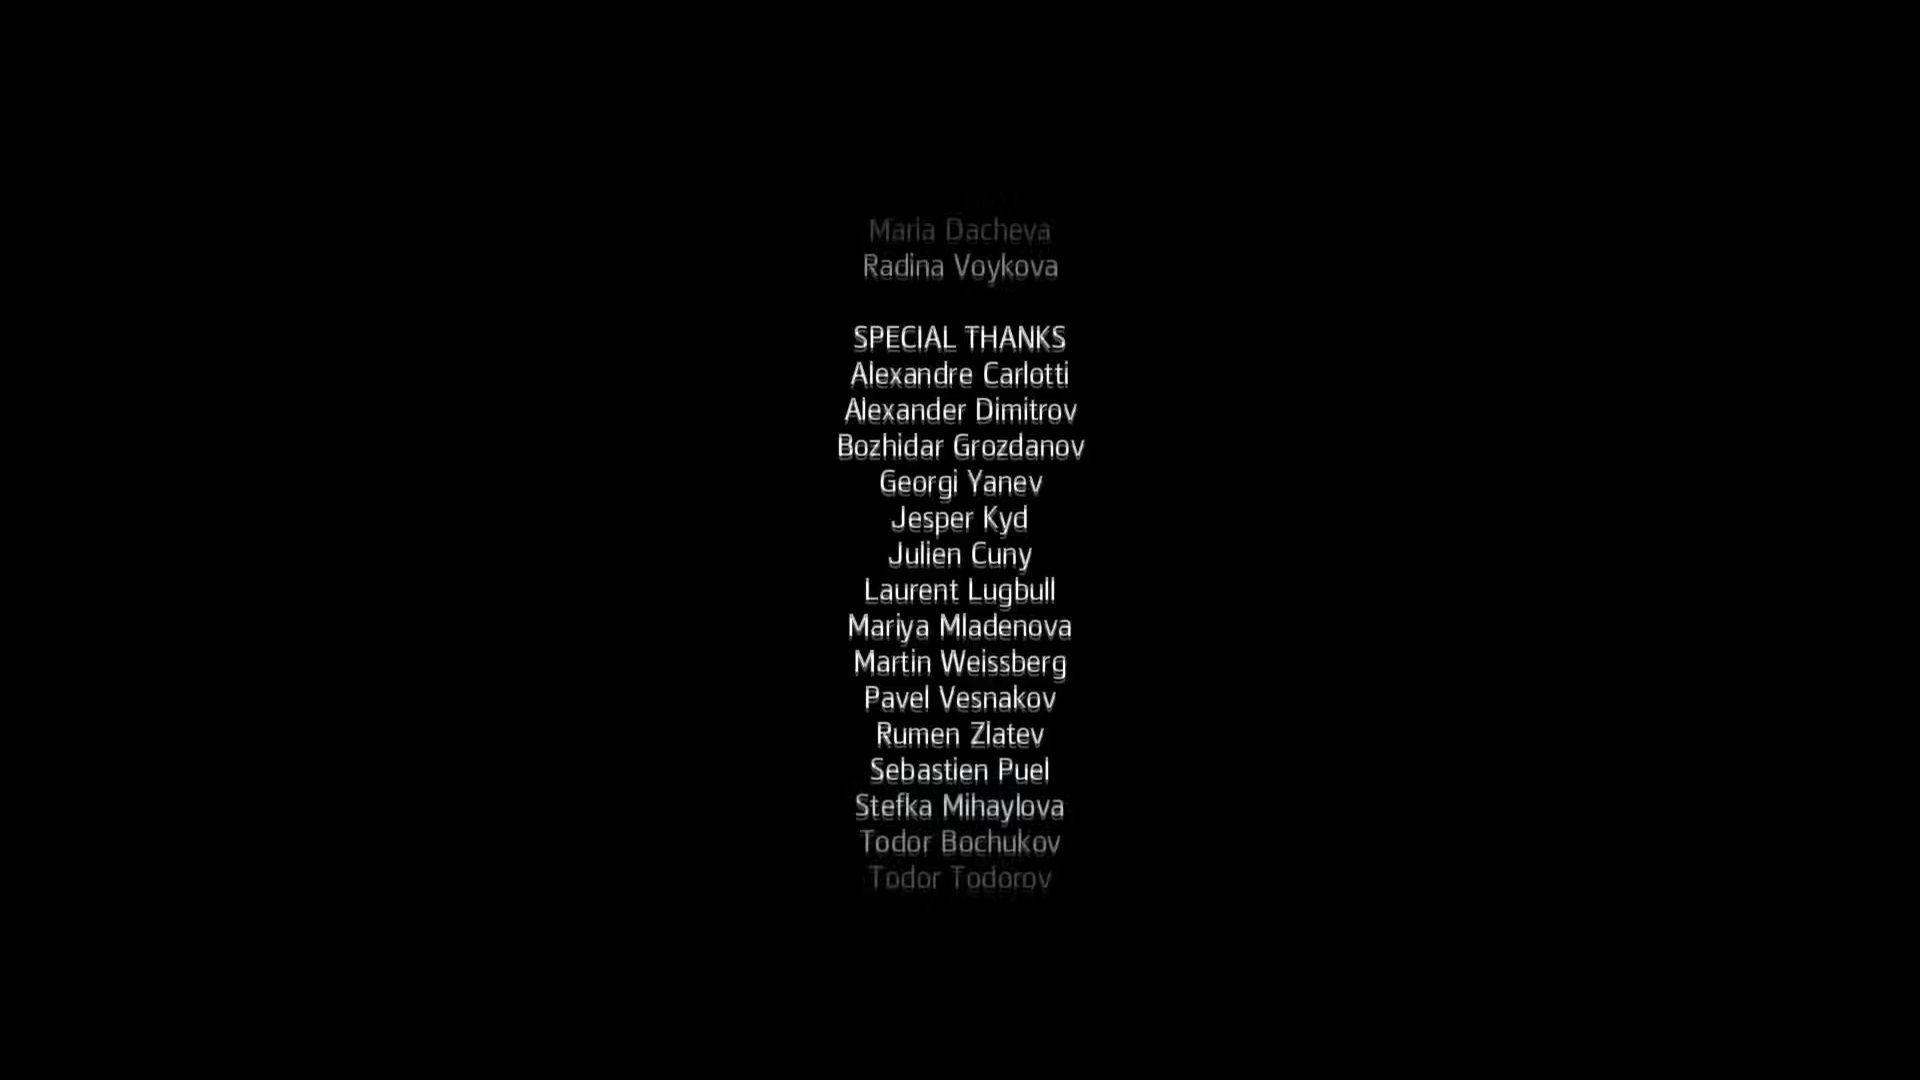 Maria Dacheva
Radina Voykova
SPECIAL THANKS
Alexandre Carlotti
Alexander Dimitrov
Bozhidar Grozdanov
Georgi Yanev
Jesper Kyd
Julien Cuny
Laurent Lugbull
Mariya Mladenova
Martin Weissberg
Pavel Vesnakov
Rumen Zlatev
Sebastien Puel
Stefka Mihaylova
Todor Bochukov
Todor Todorov